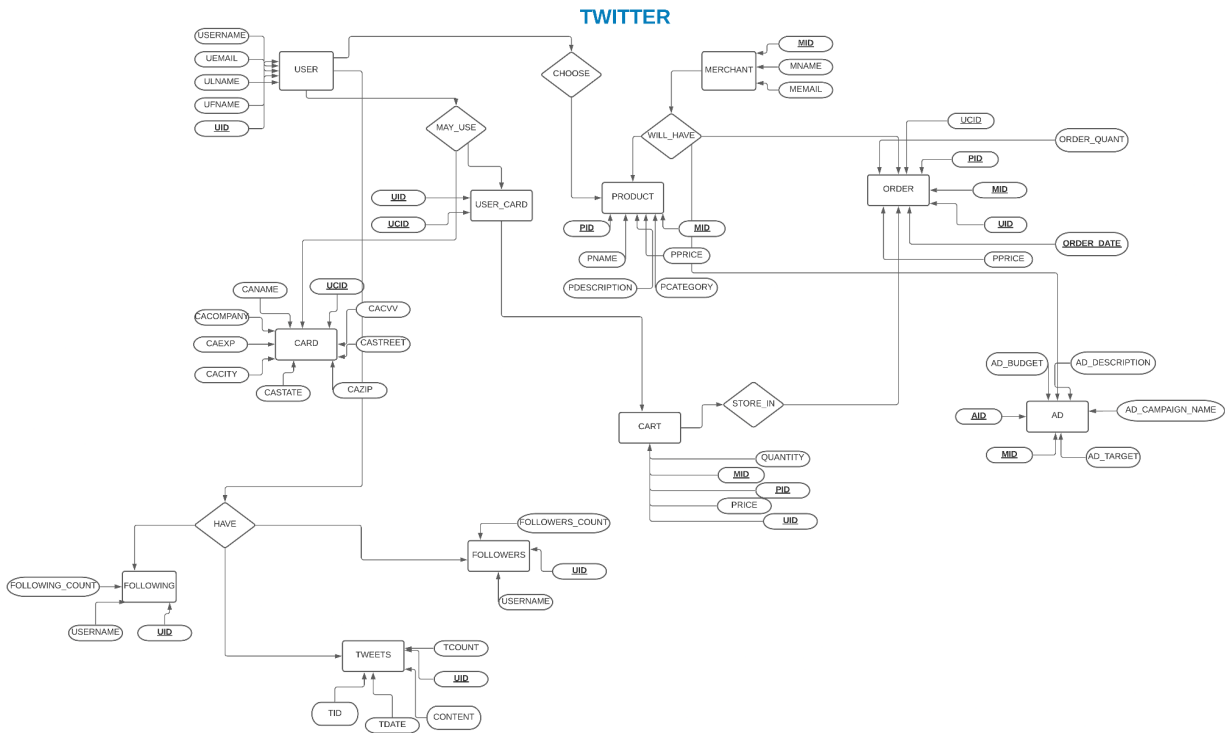 TWITTER
USERNAME
UEMAIL
ULNAME
UFNAME
UID
USER
CHOOSE
MERCHANT
MID
MNAME
MEMAIL
MAY_USE
WILL_HAVE
UCID
ORDER_QUANT
PID
MID
UID
ORDER_DATE
PPRICE
ORDER
UID
UCID
USER_CARD
PRODUCT
PID
PNAME
PDESCRIPTION
PCATEGORY
PPRICE
MID
CANAME
UCID
CACOMPANY
CACVV
CAEXP
CARD
CASTREET
CACITY
CASTATE
CAZIP
STORE_IN
CART
QUANTITY
MID
PID
PRICE
UID
AD_BUDGET
AD_DESCRIPTION
AID
AD
AD_CAMPAIGN_NAME
MID
AD_TARGET
HAVE
FOLLOWERS_COUNT
FOLLOWERS
UID
USERNAME
FOLLOWING_COUNT
FOLLOWING
USERNAME
UID
TWEETS
TCOUNT
UID
TID
TDATE
CONTENT